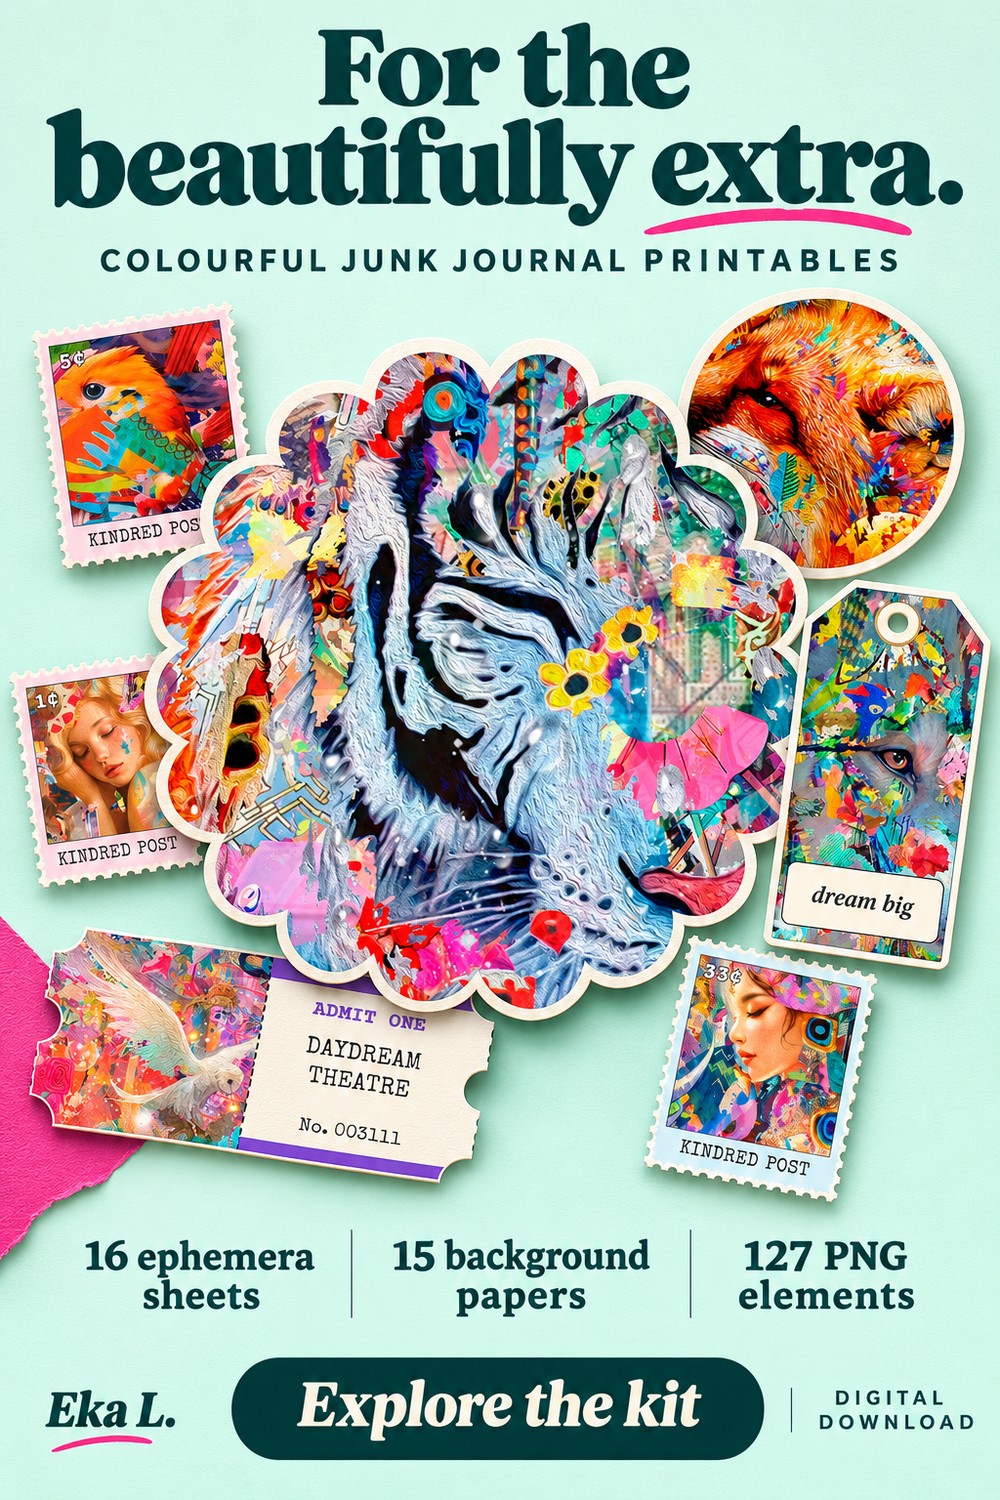 For the
beautifully extra.
COLOURFUL JUNK JOURNAL PRINTABLES
5¢
KINDRED POS
1¢
KINDRED POST
dream big
ADMIT ONE
DAYDREAM
THEATRE
No. 003111
33¢
KINDRED POST
16 ephemera
sheets
15 background
papers
127 PNG
elements
Eka L.
Explore the kit
DIGITAL
DOWNLOAD